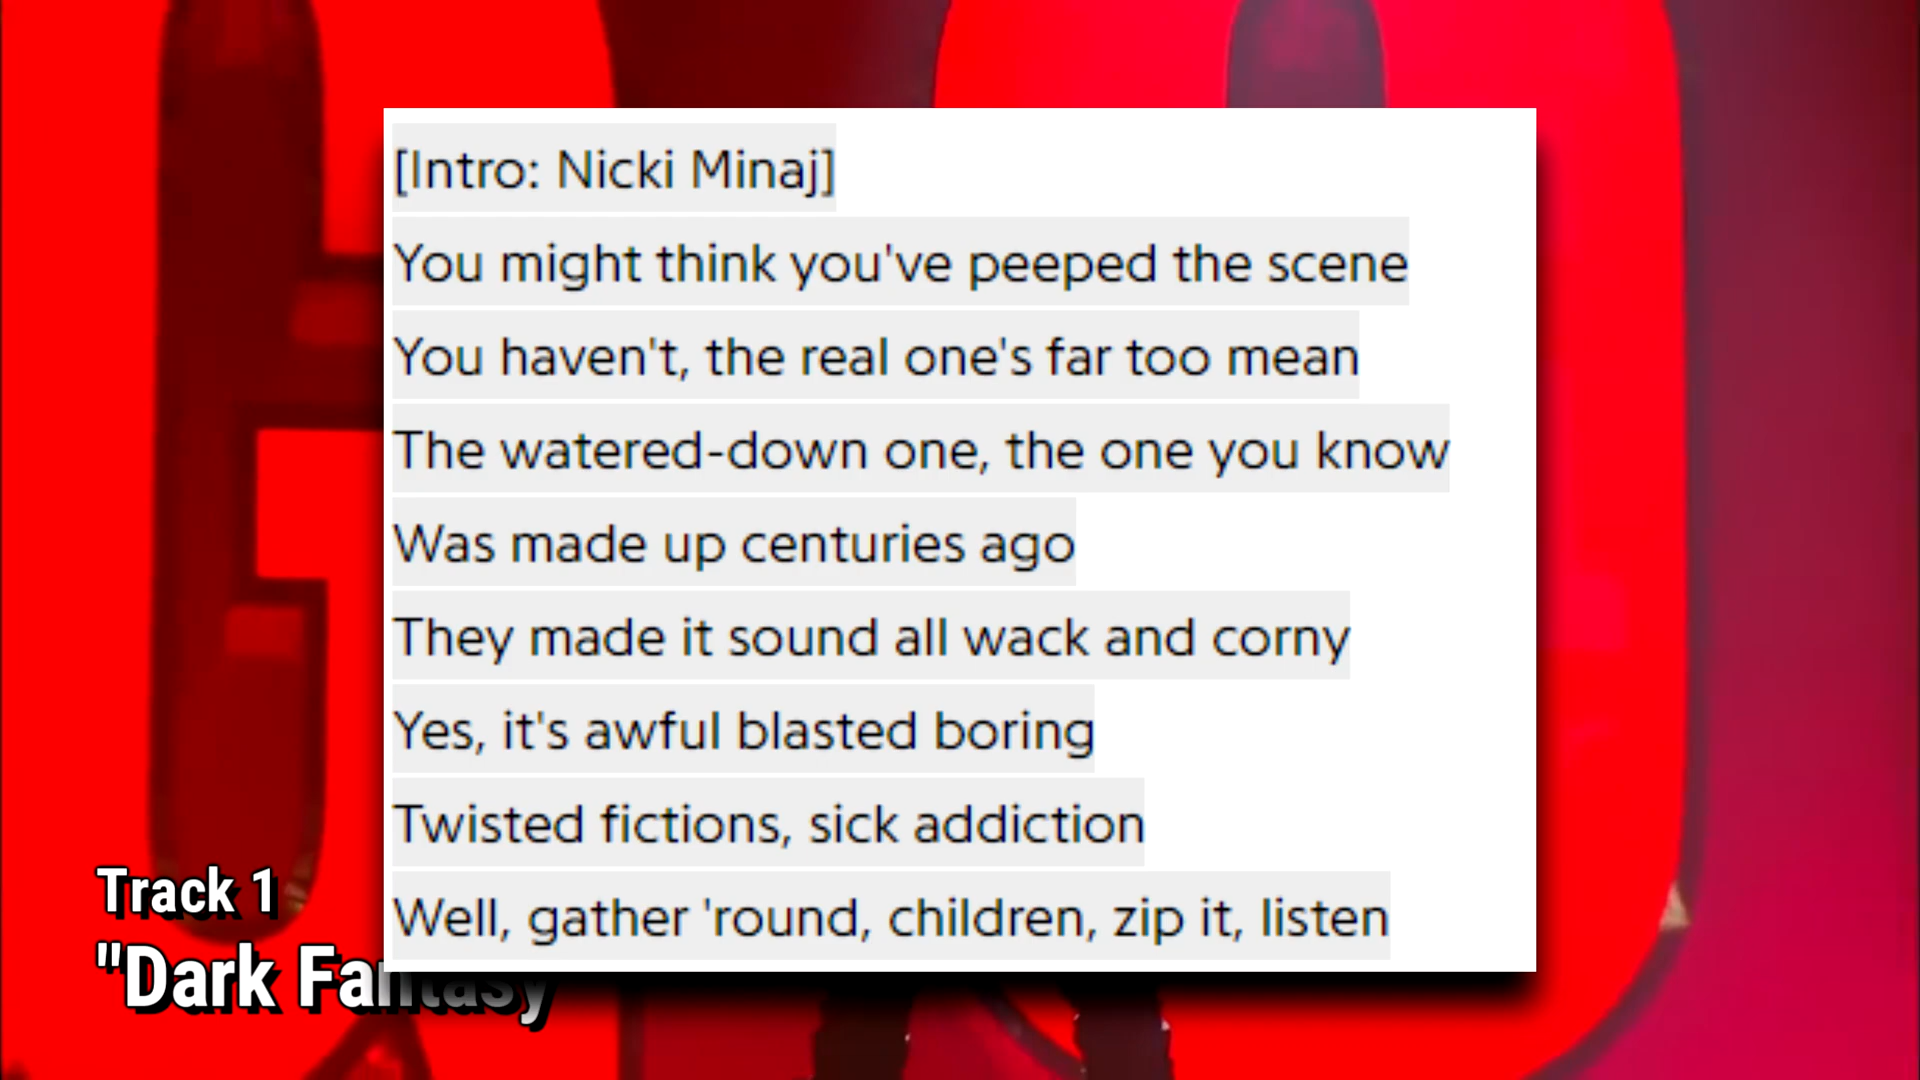 [Intro: Nicki Minaj]
You might think you've peeped the scene
You haven't, the real one's far too mean
The watered-down one, the one you know
Was made up centuries ago
They made it sound all wack and corny
Yes, it's awful blasted boring
Twisted fictions, sick addiction
Well, gather 'round, children, zip it, listen
Track 1
"Dark Fantasy